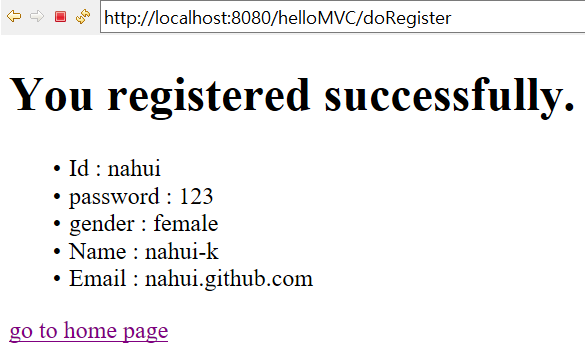 http://localhost:8080/helloMVC/doRegister
You registered successfully.
• Id : nahui
• password : 123
• gender : female
• Name : nahui-k
• Email : nahui.github.com
go to home page